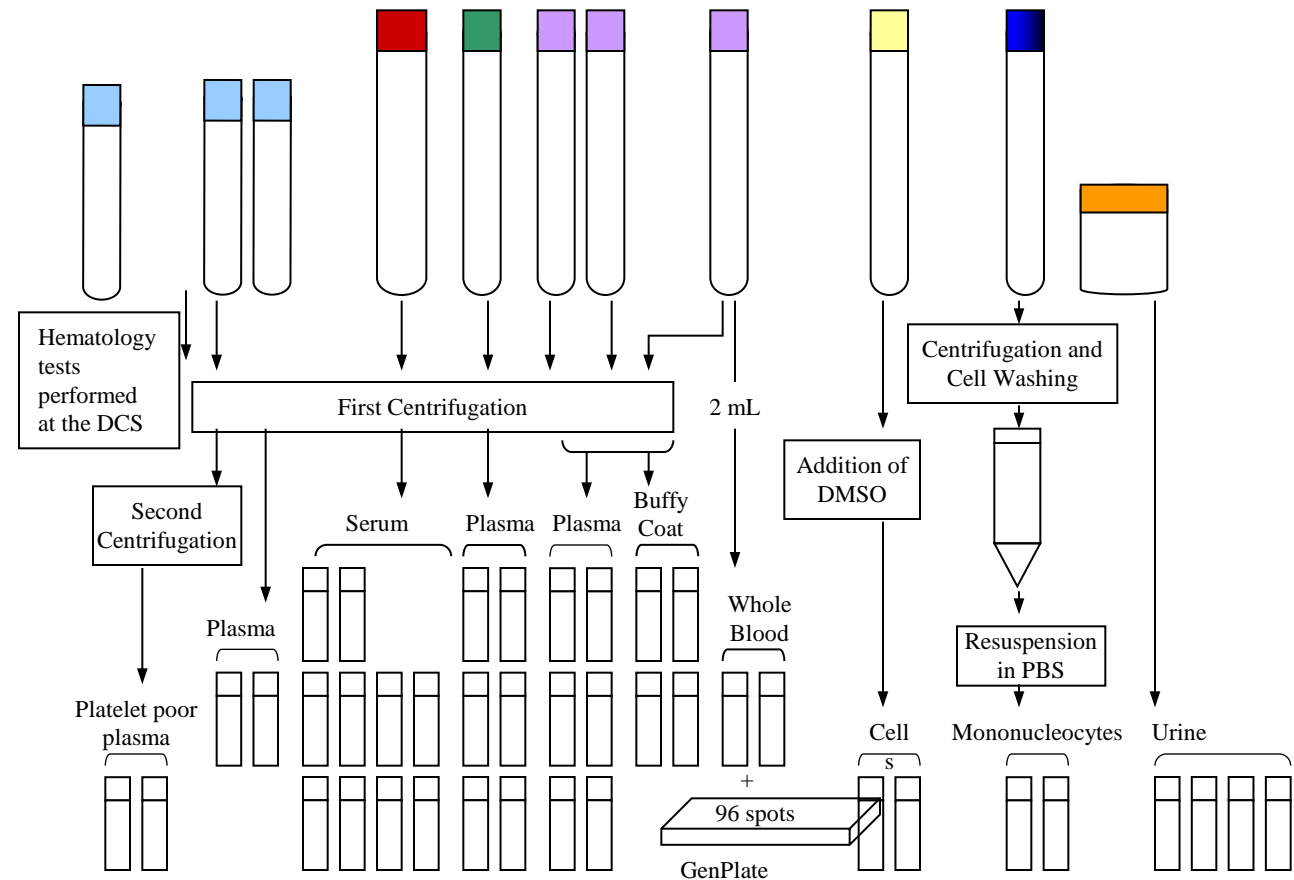 Hematology
tests
performed
at the DCS
First Centrifugation
2 mL
Centrifugation and
Cell Washing
Addition of
DMSO
Second
Centrifugation
Serum
Plasma
Plasma
Buffy
Coat
Plasma
Whole
Blood
Resuspension
in PBS
Platelet poor
plasma
Cell
s
Mononucleocytes
Urine
+
96 spots
GenPlate